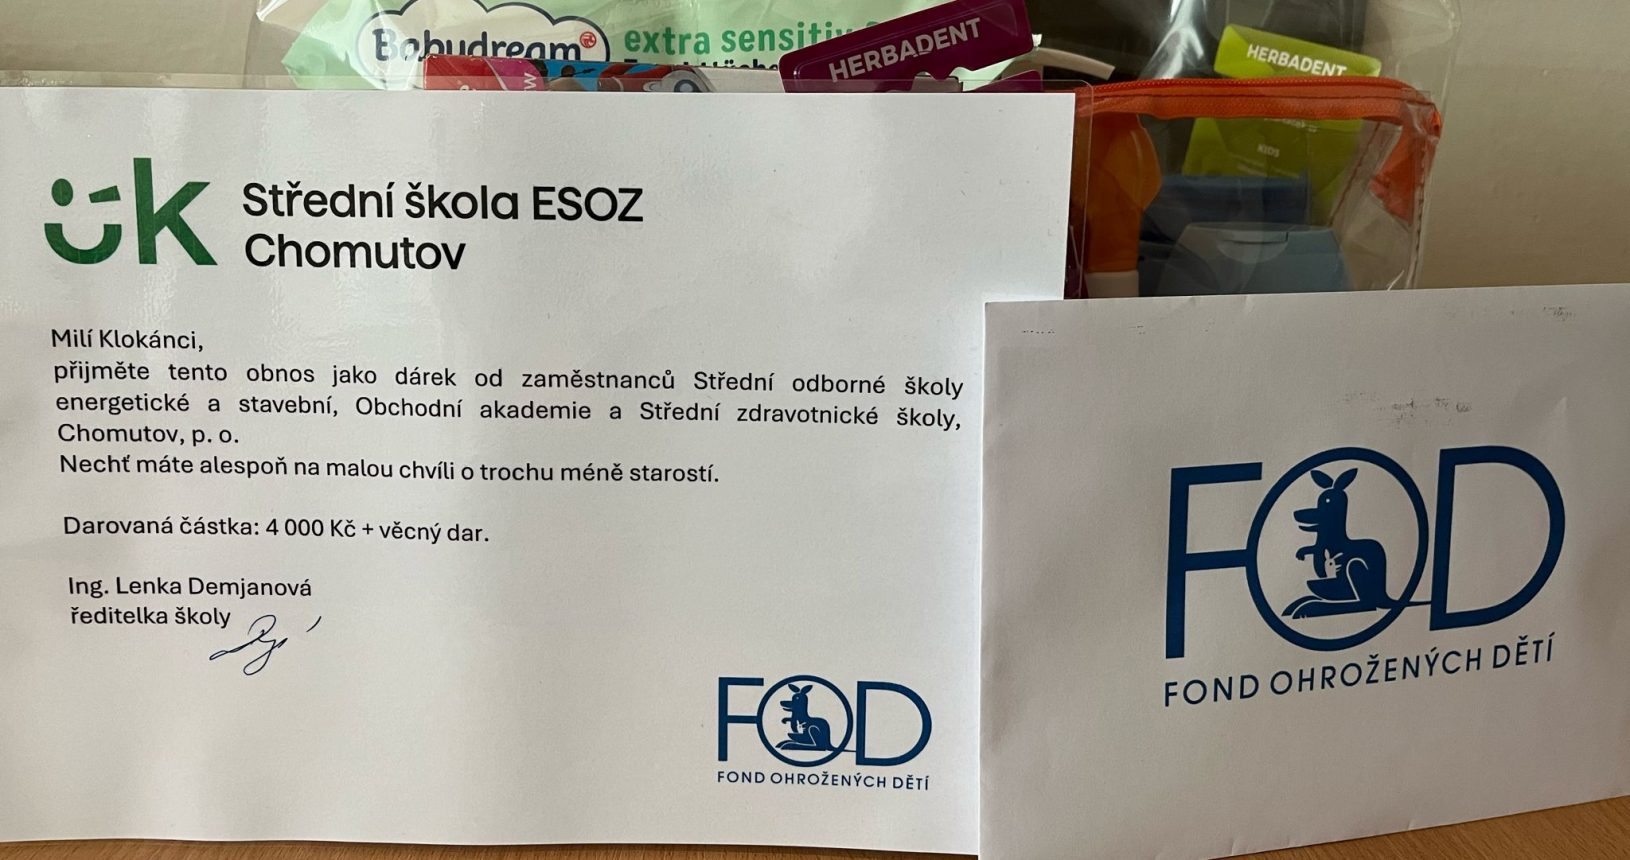 Babydream
extra sensitiv
HERBADENT
HERBADENT
KIDS
Střední škola ESOZ
Chomutov
Milí Klokánci,
přijměte tento obnos jako dárek od zaměstnanců Střední odborné školy
energetické a stavební, Obchodní akademie a Střední zdravotnické školy,
Chomutov, p. o.
Nechť máte alespoň na malou chvíli o trochu méně starostí.
Darovaná částka: 4 000 Kč + věcný dar.
Ing. Lenka Demjanová
ředitelka školy
FOD
FOND OHROŽENÝCH DĚTÍ
FOD
FOND OHROŽENÝCH DĚTÍ